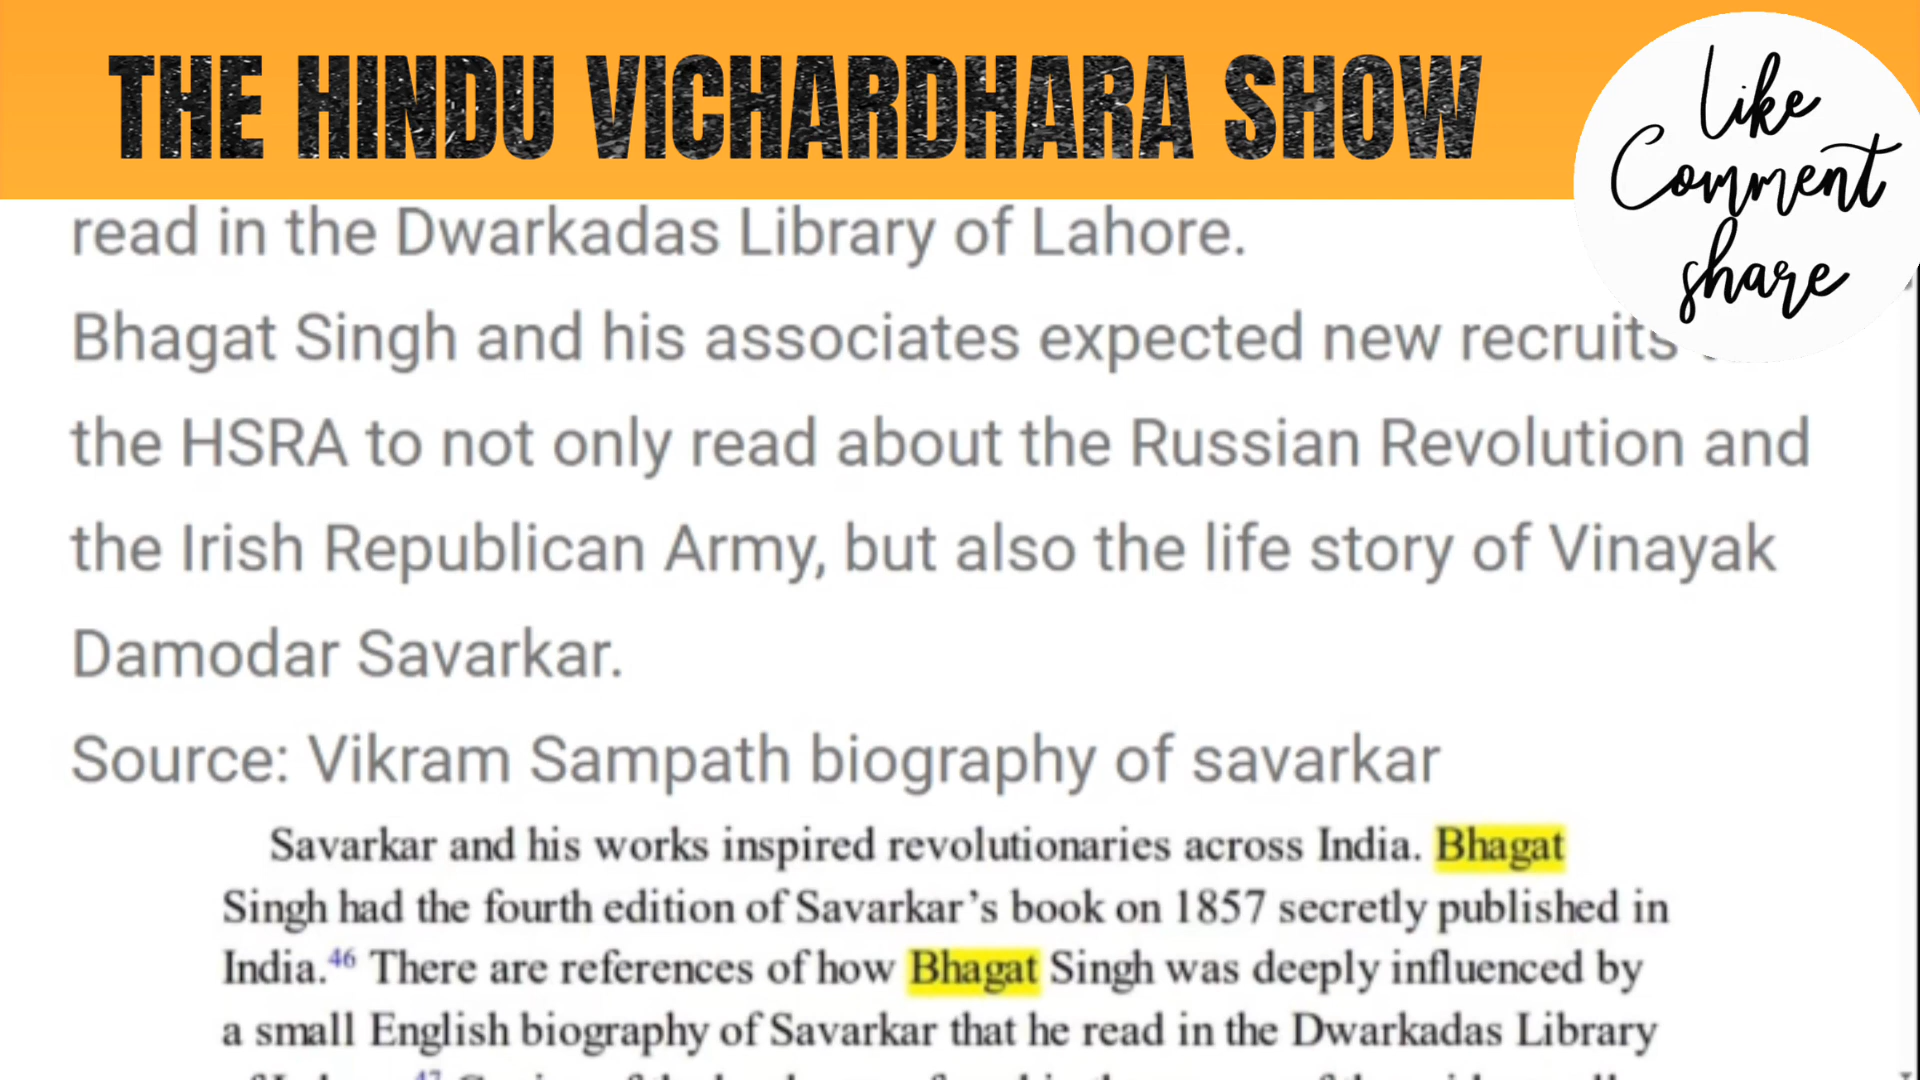 THE HINDU VICHARDHARA SHOW
like
Comment
share
read in the Dwarkadas Library of Lahore.
Bhagat Singh and his associates expected new recruits
the HSRA to not only read about the Russian Revolution and
the Irish Republican Army, but also the life story of Vinayak
Damodar Savarkar.
Source: Vikram Sampath biography of savarkar
Savarkar and his works inspired revolutionaries across India. Bhagat
Singh had the fourth edition of Savarkar’s book on 1857 secretly published in
India.46 There are references of how Bhagat Singh was deeply influenced by
a small English biography of Savarkar that he read in the Dwarkadas Library